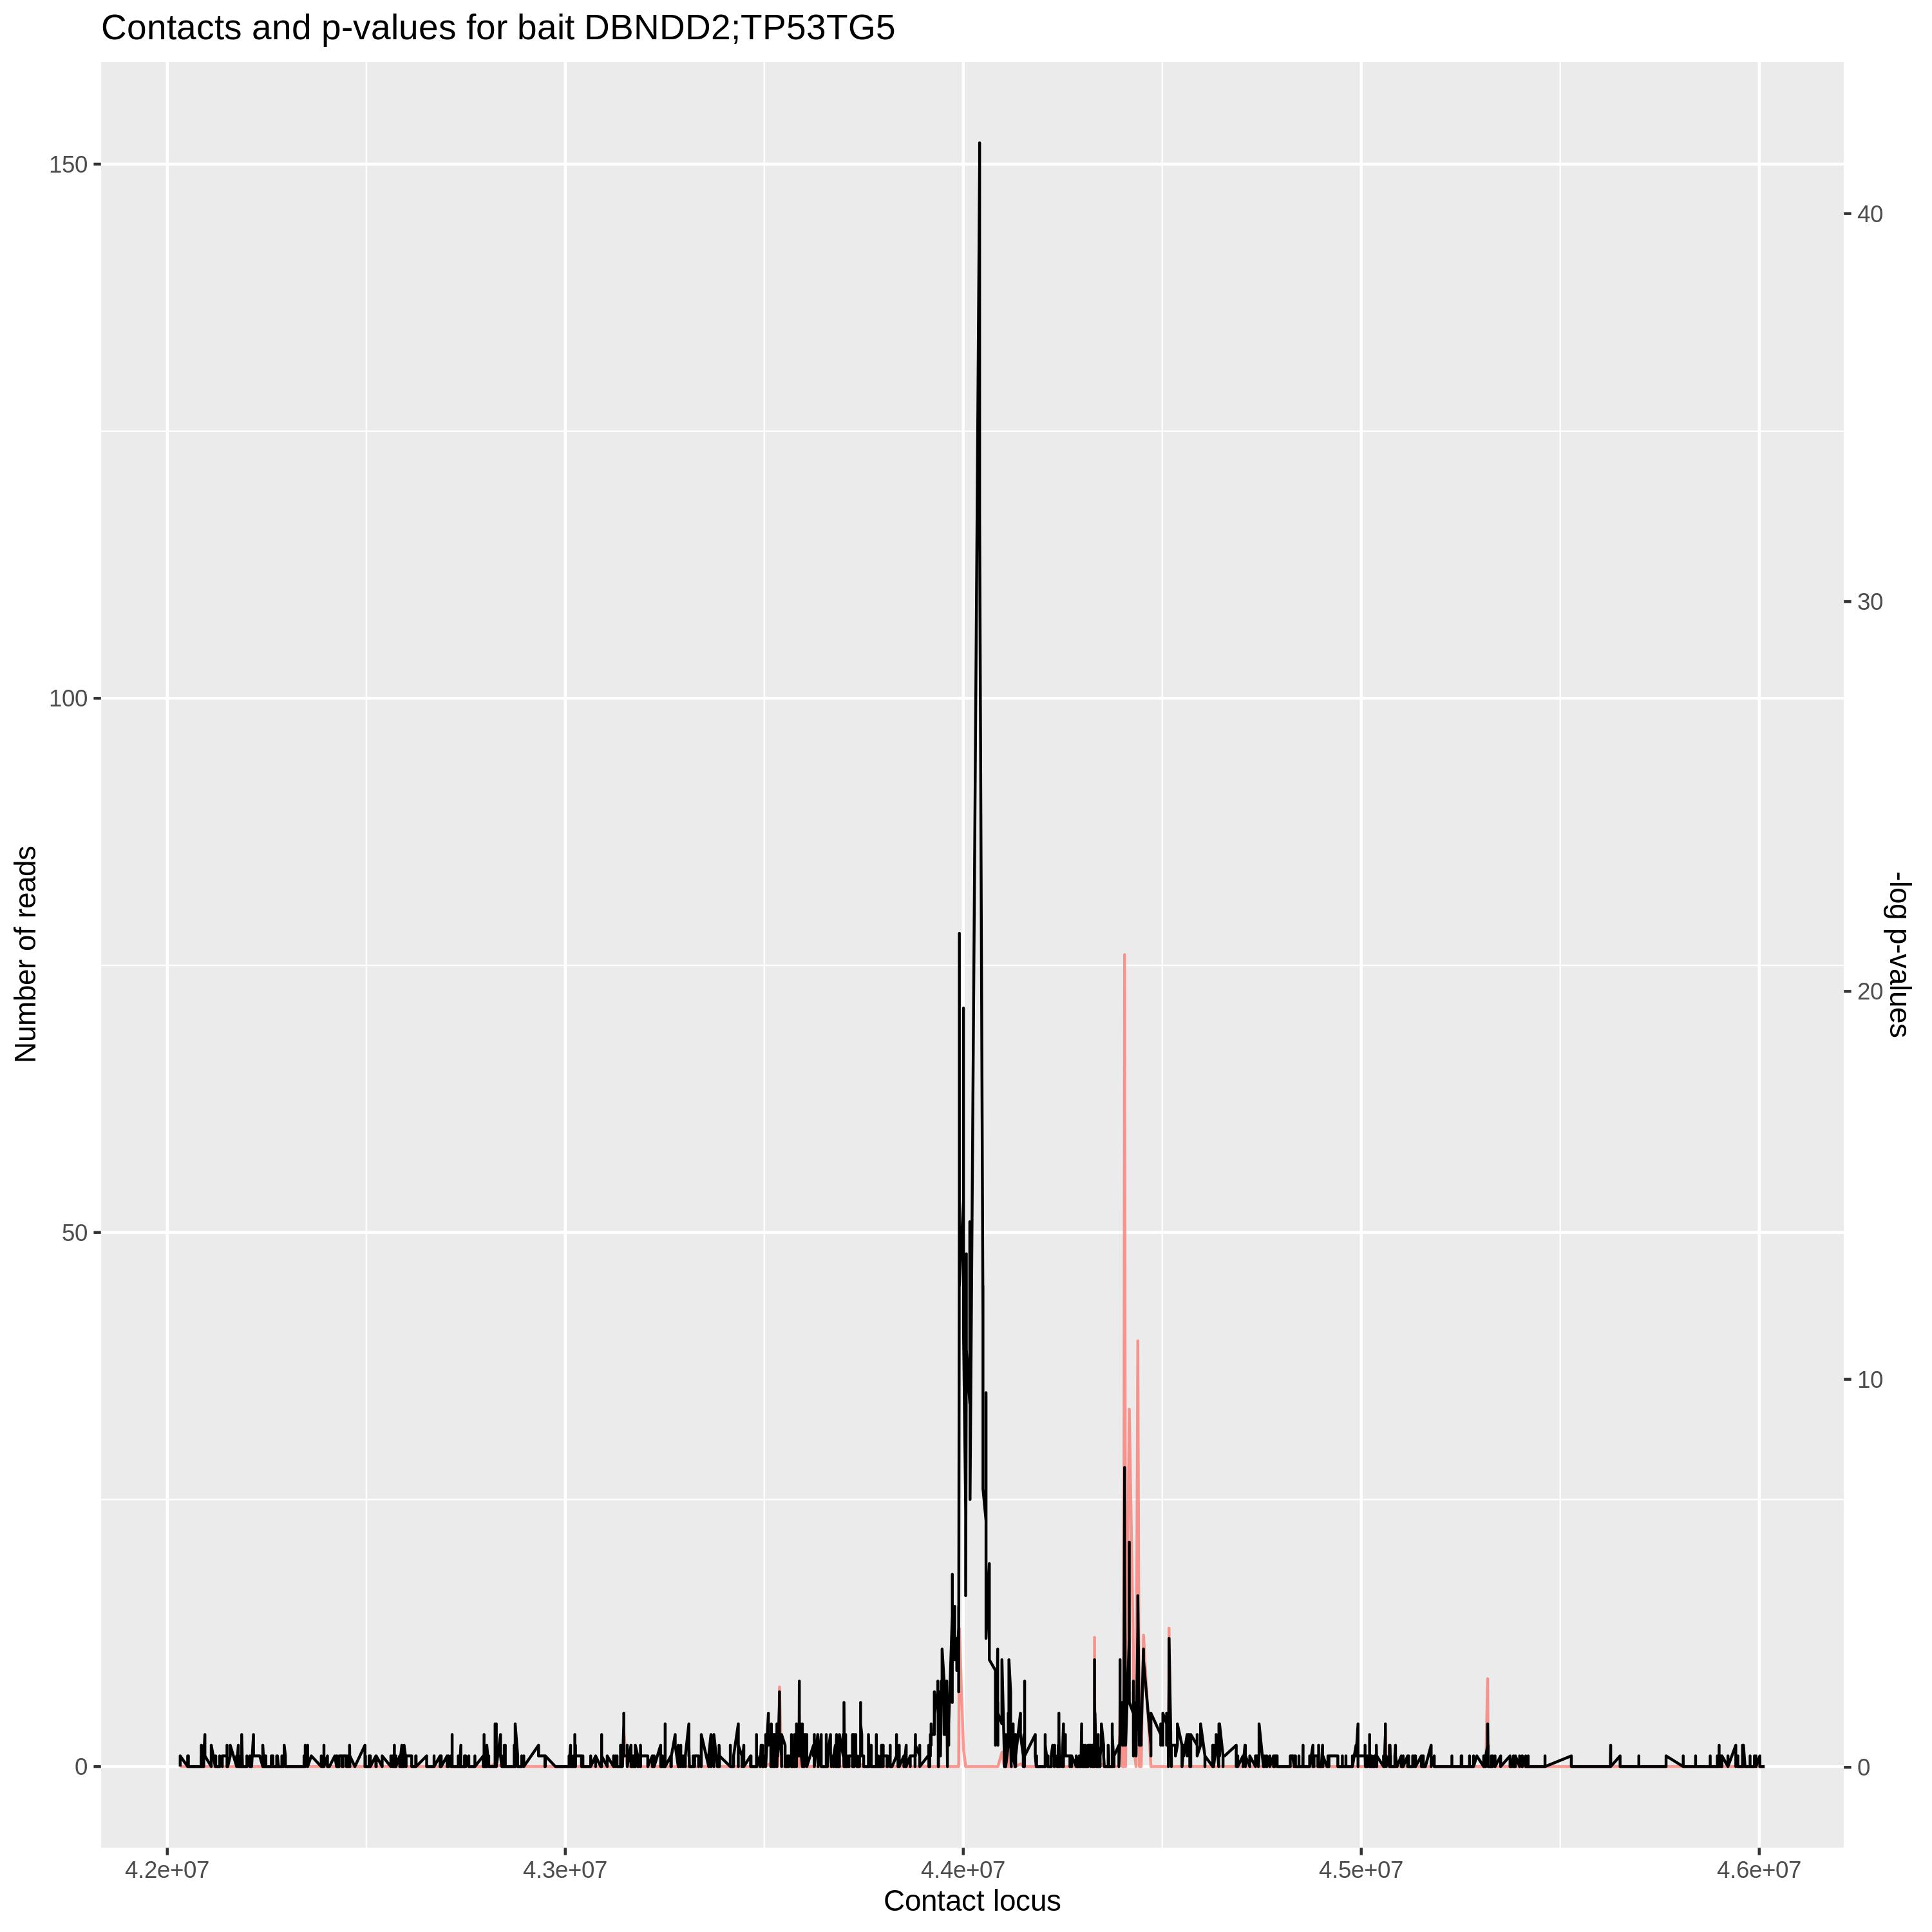 Contacts and p-values for bait DBNDD2;TP53TG5
150
100
50
0
Number of reads
40
30
20
10
0
-log p-values
4.2e+07
4.3e+07
4.4e+07
4.5e+07
4.6e+07
Contact locus